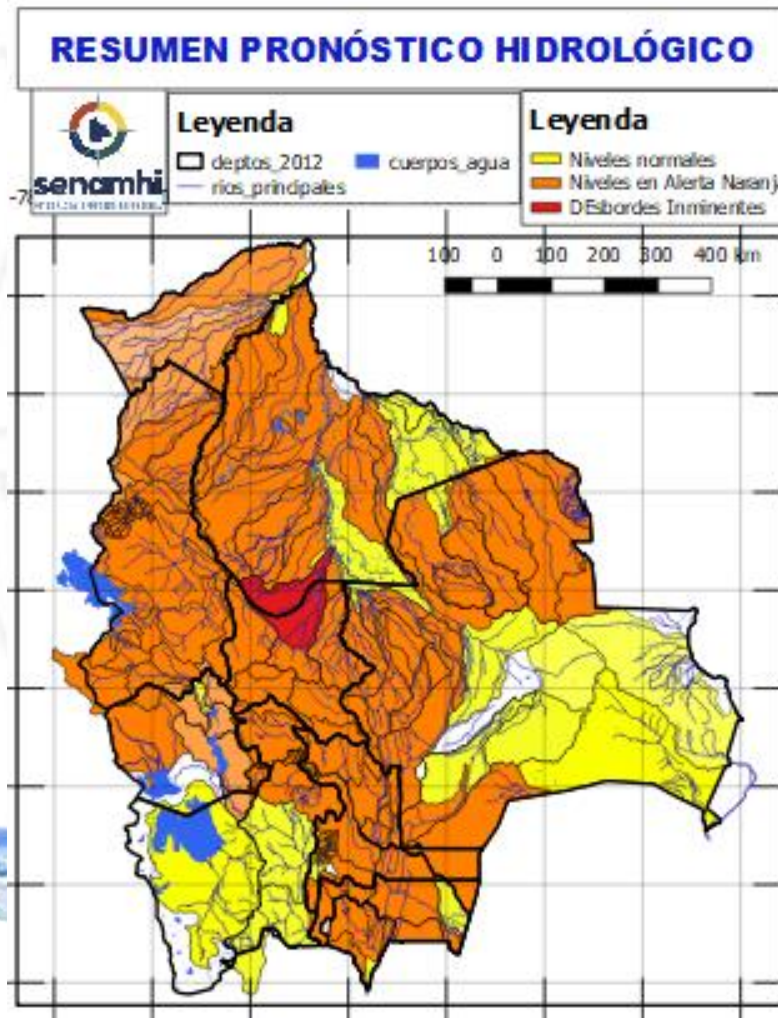 RESUMEN PRONÓSTICO HIDROLÓGICO
senamhi
Leyenda
deptos_2012
cuerpos_agua
rios_principales
Leyenda
Niveles normales
Niveles en Alerta Naranj
DEsbordes Inminentes
100 0 100 200 300 400 km